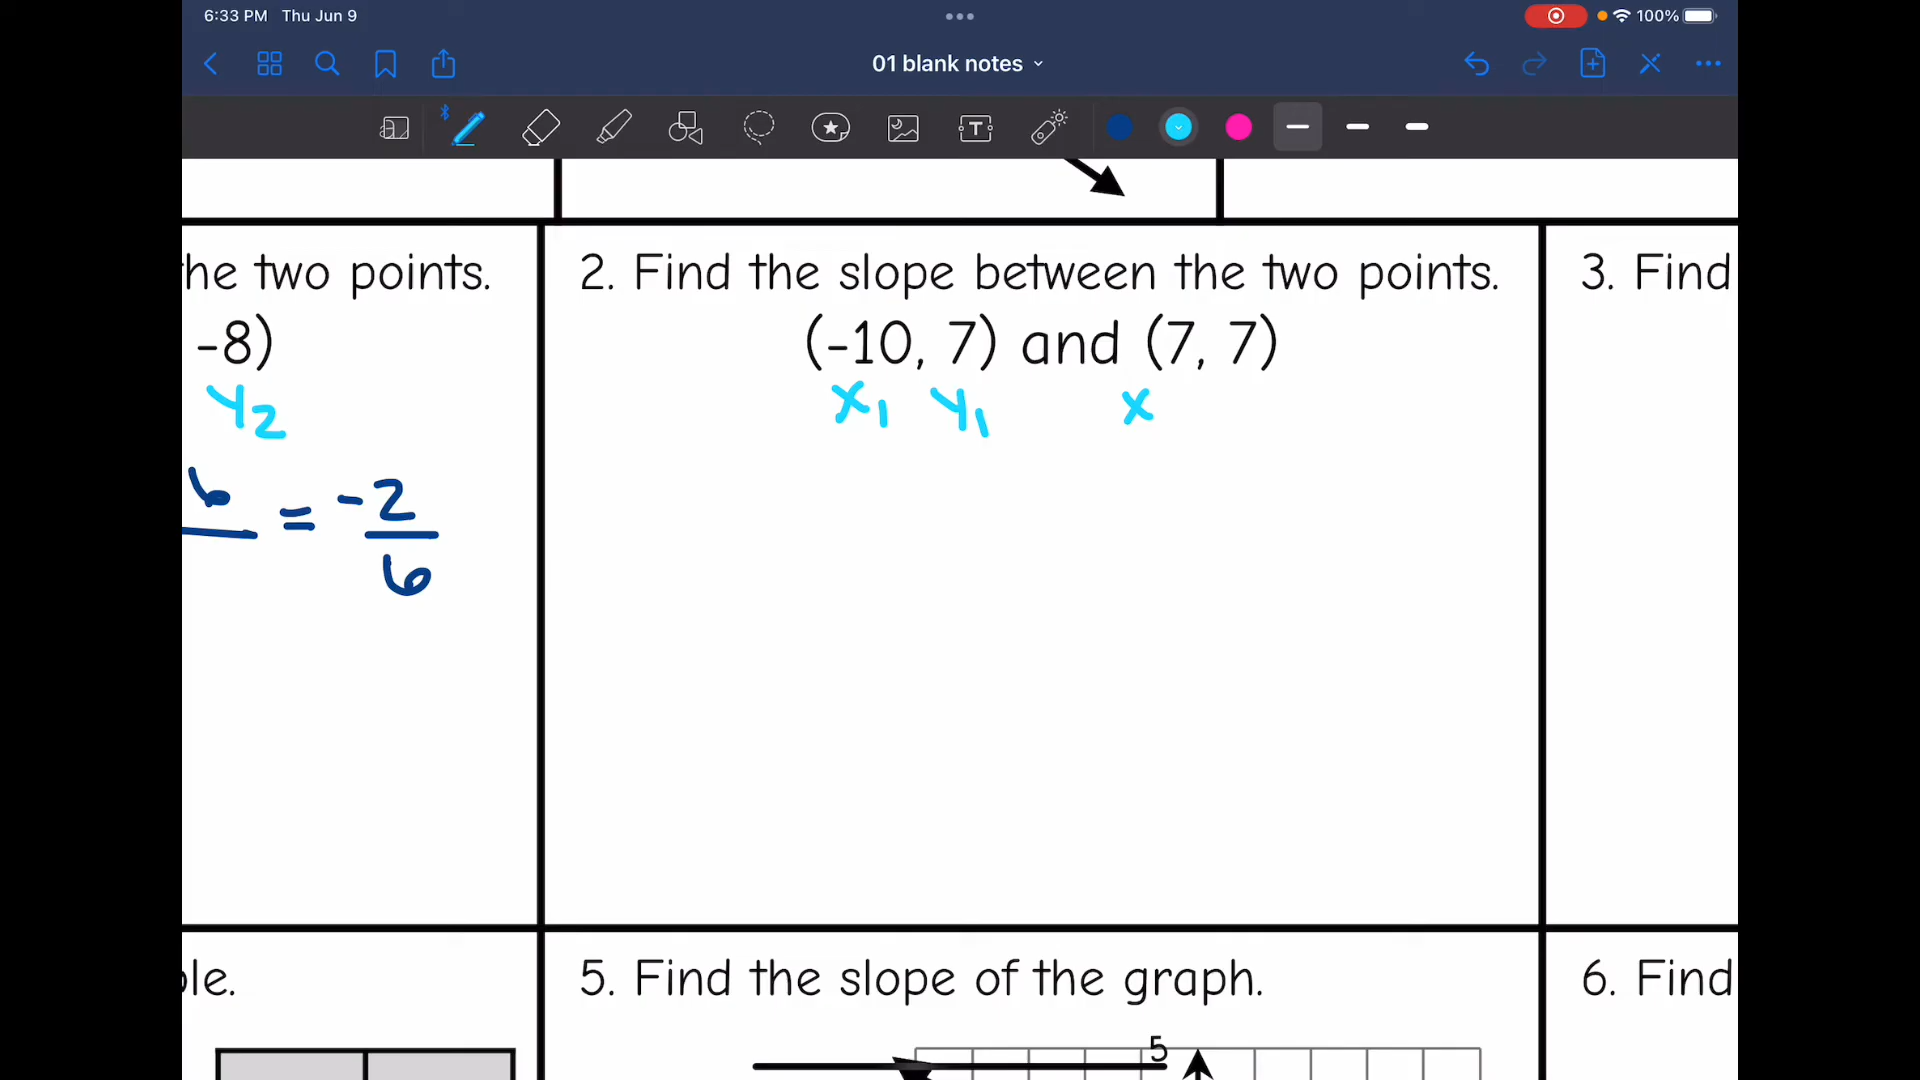 6:33 PM Thu Jun 9
100%
01 blank notes
T
he two points.
-8)
Y2
6
= -2
6
2. Find the slope between the two points.
(-10, 7) and (7, 7)
x1 y1 x
3. Find
ole.
5. Find the slope of the graph.
5
6. Find